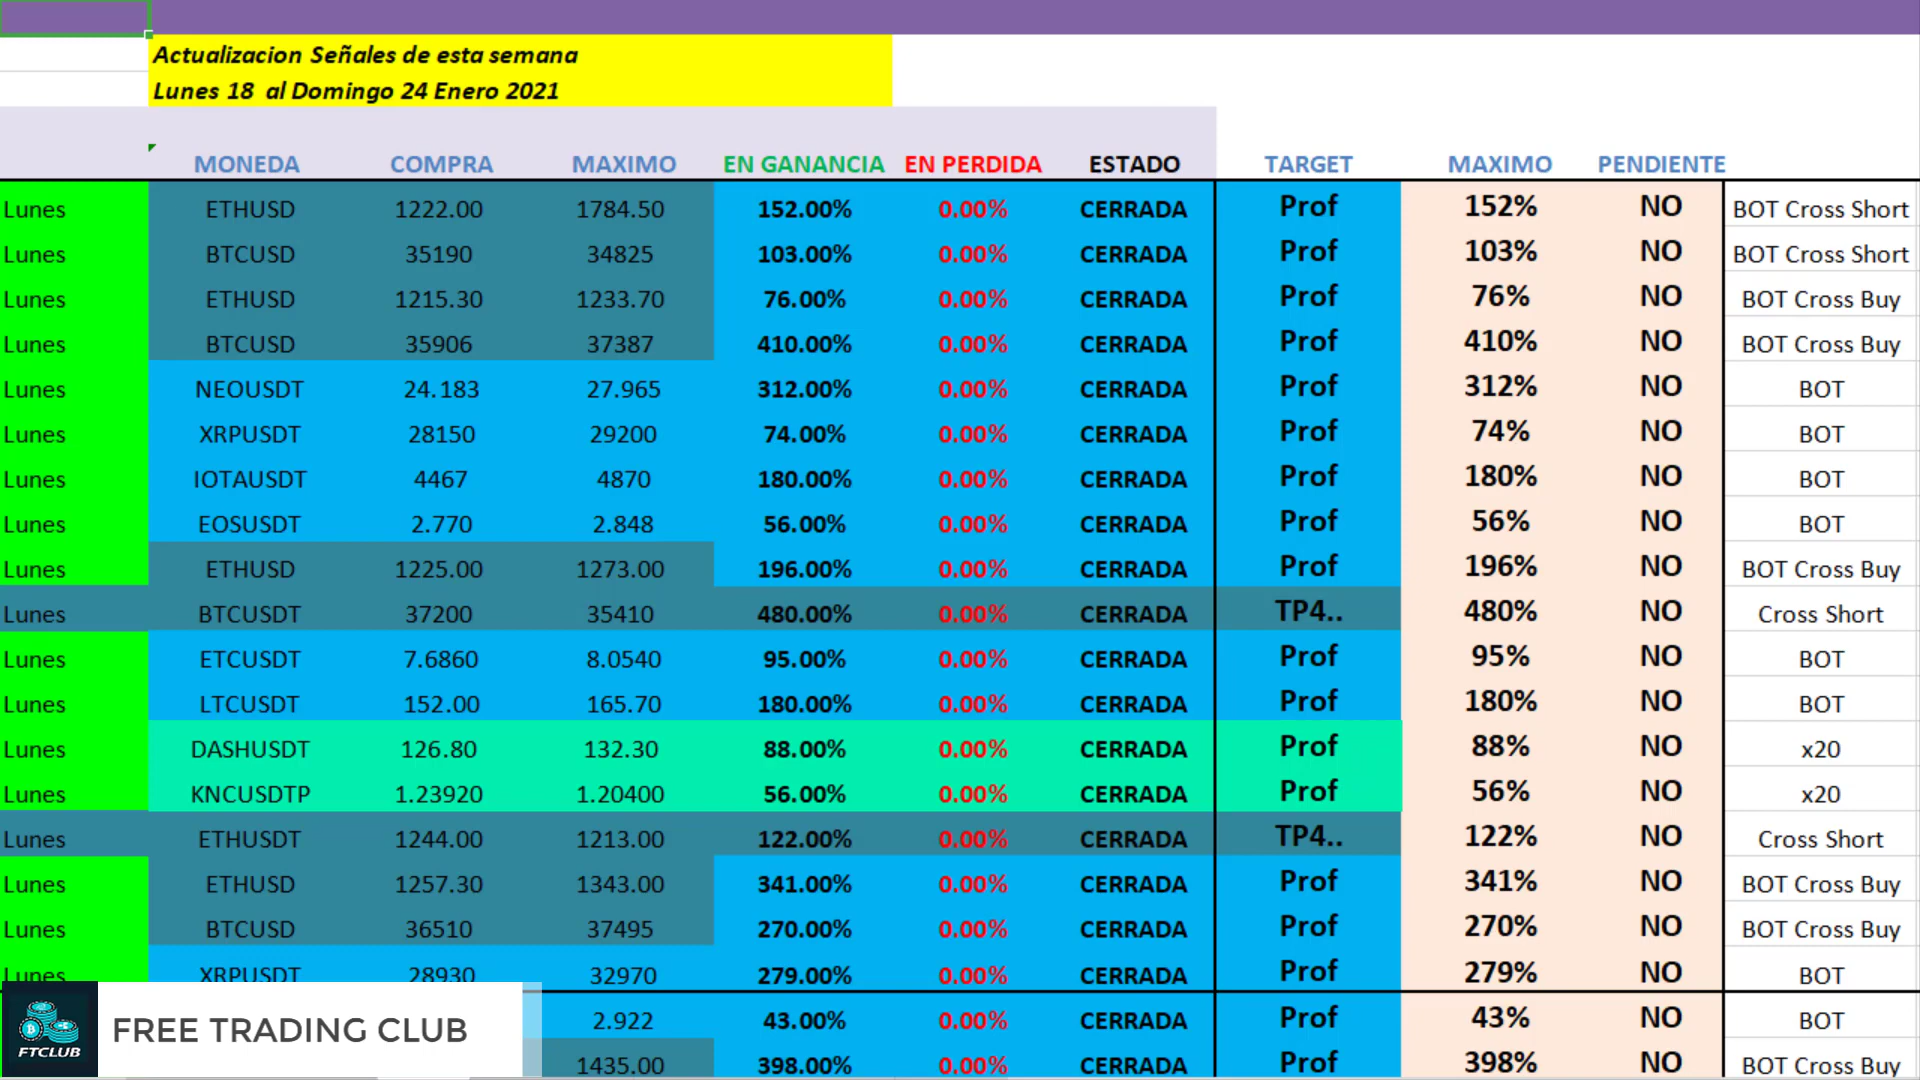 Actualizacion Señales de esta semana
Lunes 18 al Domingo 24 Enero 2021
MONEDA COMPRA MAXIMO EN GANANCIA EN PERDIDA ESTADO TARGET MAXIMO PENDIENTE
Lunes ETHUSD 1222.00 1784.50 152.00% 0.00% CERRADA Prof 152% NO BOT Cross Short
Lunes BTCUSD 35190 34825 103.00% 0.00% CERRADA Prof 103% NO BOT Cross Short
Lunes ETHUSD 1215.30 1233.70 76.00% 0.00% CERRADA Prof 76% NO BOT Cross Buy
Lunes BTCUSD 35906 37387 410.00% 0.00% CERRADA Prof 410% NO BOT Cross Buy
Lunes NEOUSDT 24.183 27.965 312.00% 0.00% CERRADA Prof 312% NO BOT
Lunes XRPUSDT 28150 29200 74.00% 0.00% CERRADA Prof 74% NO BOT
Lunes IOTAUSDT 4467 4870 180.00% 0.00% CERRADA Prof 180% NO BOT
Lunes EOSUSDT 2.770 2.848 56.00% 0.00% CERRADA Prof 56% NO BOT
Lunes ETHUSD 1225.00 1273.00 196.00% 0.00% CERRADA Prof 196% NO BOT Cross Buy
Lunes BTCUSDT 37200 35410 480.00% 0.00% CERRADA TP4.. 480% NO Cross Short
Lunes ETCUSDT 7.6860 8.0540 95.00% 0.00% CERRADA Prof 95% NO BOT
Lunes LTCUSDT 152.00 165.70 180.00% 0.00% CERRADA Prof 180% NO BOT
Lunes DASHUSDT 126.80 132.30 88.00% 0.00% CERRADA Prof 88% NO x20
Lunes KNCUSDTP 1.23920 1.20400 56.00% 0.00% CERRADA Prof 56% NO x20
Lunes ETHUSDT 1244.00 1213.00 122.00% 0.00% CERRADA TP4.. 122% NO Cross Short
Lunes ETHUSD 1257.30 1343.00 341.00% 0.00% CERRADA Prof 341% NO BOT Cross Buy
Lunes BTCUSD 36510 37495 270.00% 0.00% CERRADA Prof 270% NO BOT Cross Buy
Lunes XRPUSDT 28930 32970 279.00% 0.00% CERRADA Prof 279% NO BOT
2.922 43.00% 0.00% CERRADA Prof 43% NO BOT
1435.00 398.00% 0.00% CERRADA Prof 398% NO BOT Cross Buy
FTCLUB
FREE TRADING CLUB